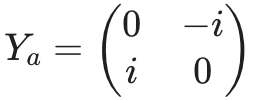 $Y_a = \begin{pmatrix} 0 & -i \\ i & 0 \end{pmatrix}$